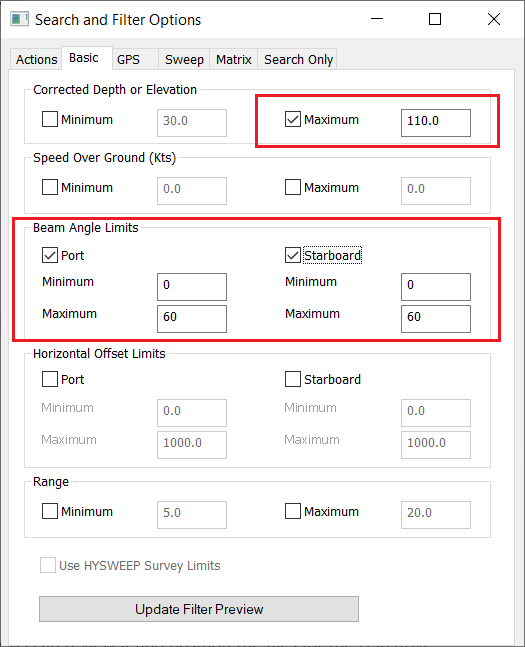 Search and Filter Options
Actions Basic GPS Sweep Matrix Search Only
Corrected Depth or Elevation
Minimum 30.0 Maximum 110.0
Speed Over Ground (Kts)
Minimum 0.0 Maximum 0.0
Beam Angle Limits
Port Starboard
Minimum 0 Minimum 0
Maximum 60 Maximum 60
Horizontal Offset Limits
Port Starboard
Minimum 0.0 Minimum 0.0
Maximum 1000.0 Maximum 1000.0
Range
Minimum 5.0 Maximum 20.0
Use HYSWEEP Survey Limits
Update Filter Preview